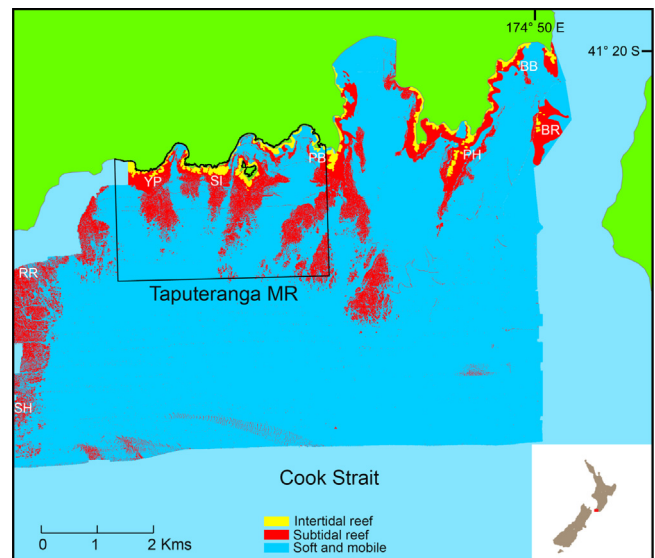 174° 50 E
41° 20 S
BB
BR
PB
PH
YP
SI
RR
Taputeranga MR
SH
Cook Strait
Intertidal reef
Subtidal reef
Soft and mobile
0 1 2 Kms